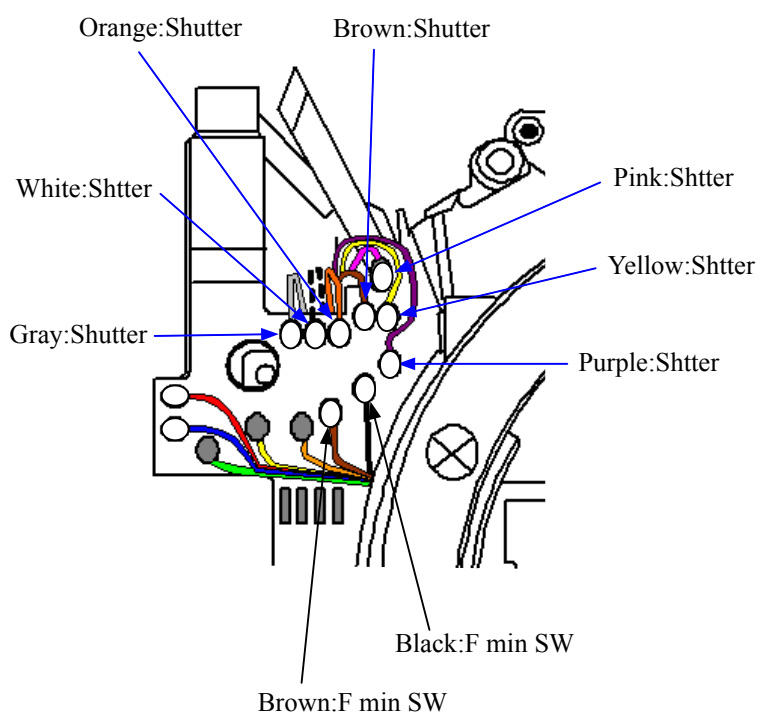 Orange:Shutter
Brown:Shutter
White:Shtter
Pink:Shtter
Yellow:Shtter
Gray:Shutter
Purple:Shtter
Black:F min SW
Brown:F min SW